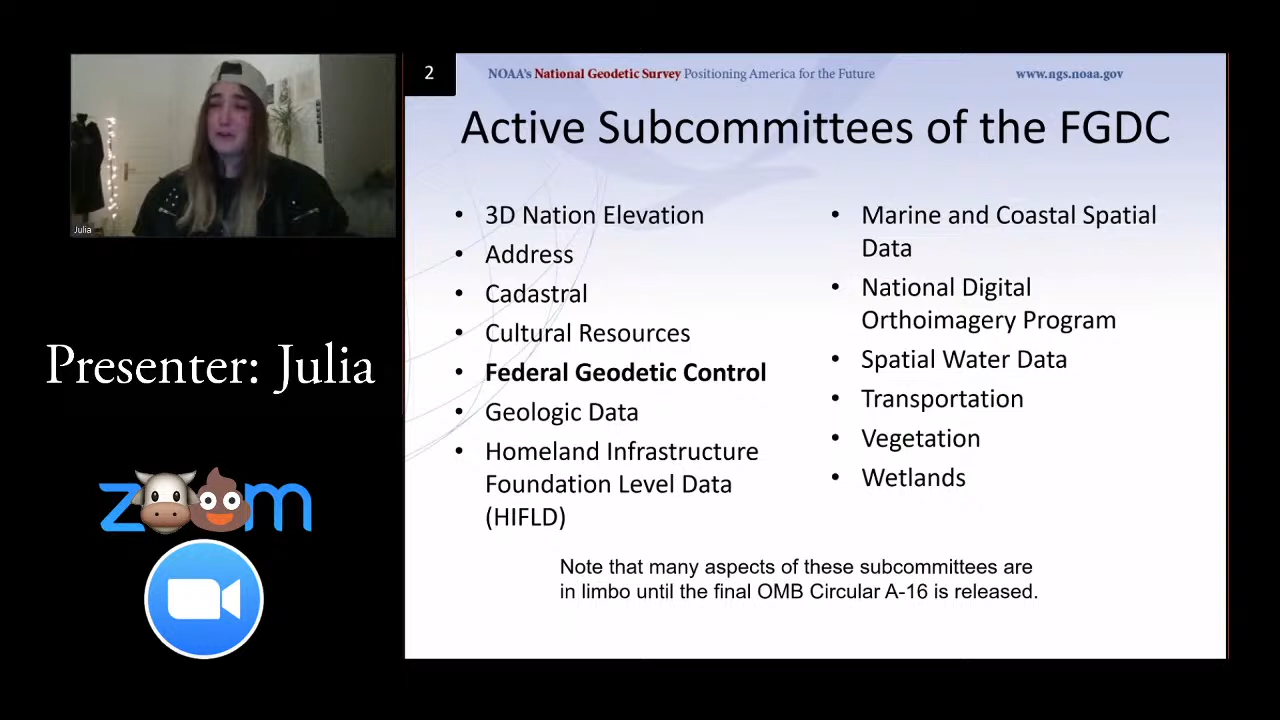 Julia
Presenter: Julia
zm
2
NOAA's National Geodetic Survey Positioning America for the Future
www.ngs.noaa.gov
Active Subcommittees of the FGDC
• 3D Nation Elevation
• Address
• Cadastral
• Cultural Resources
• Federal Geodetic Control
• Geologic Data
• Homeland Infrastructure
Foundation Level Data
(HIFLD)
• Marine and Coastal Spatial
Data
• National Digital
Orthoimagery Program
• Spatial Water Data
• Transportation
• Vegetation
• Wetlands
Note that many aspects of these subcommittees are
in limbo until the final OMB Circular A-16 is released.